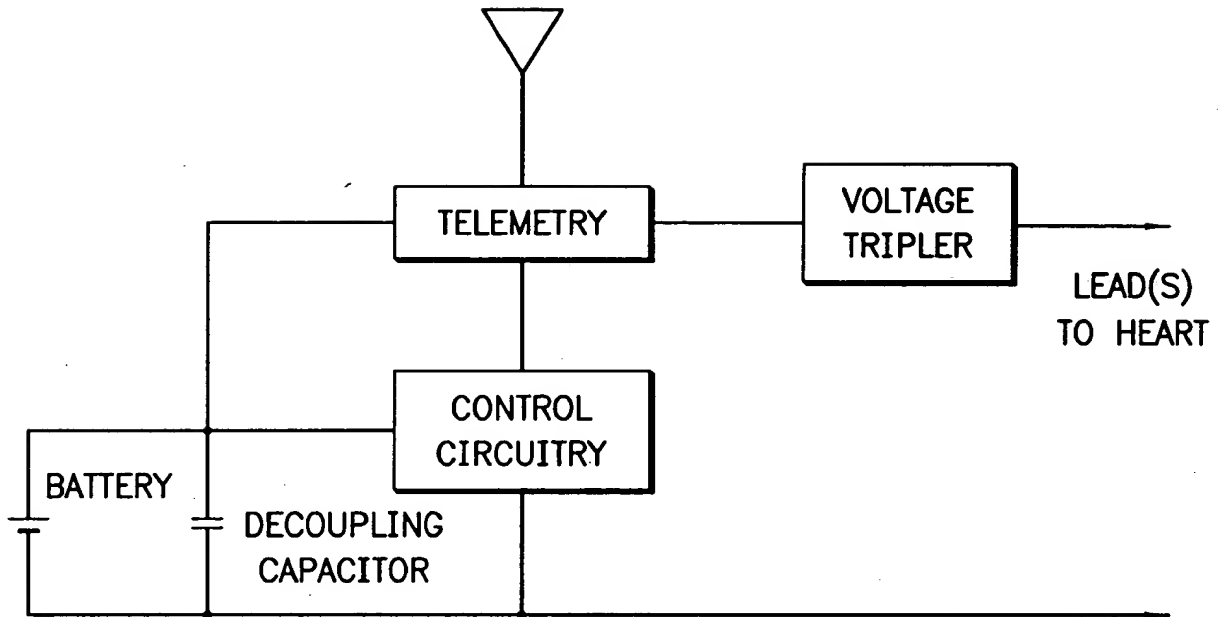 TELEMETRY
VOLTAGE
TRIPLER
LEAD(S)
TO HEART
CONTROL
CIRCUITRY
BATTERY
DECOUPLING
CAPACITOR